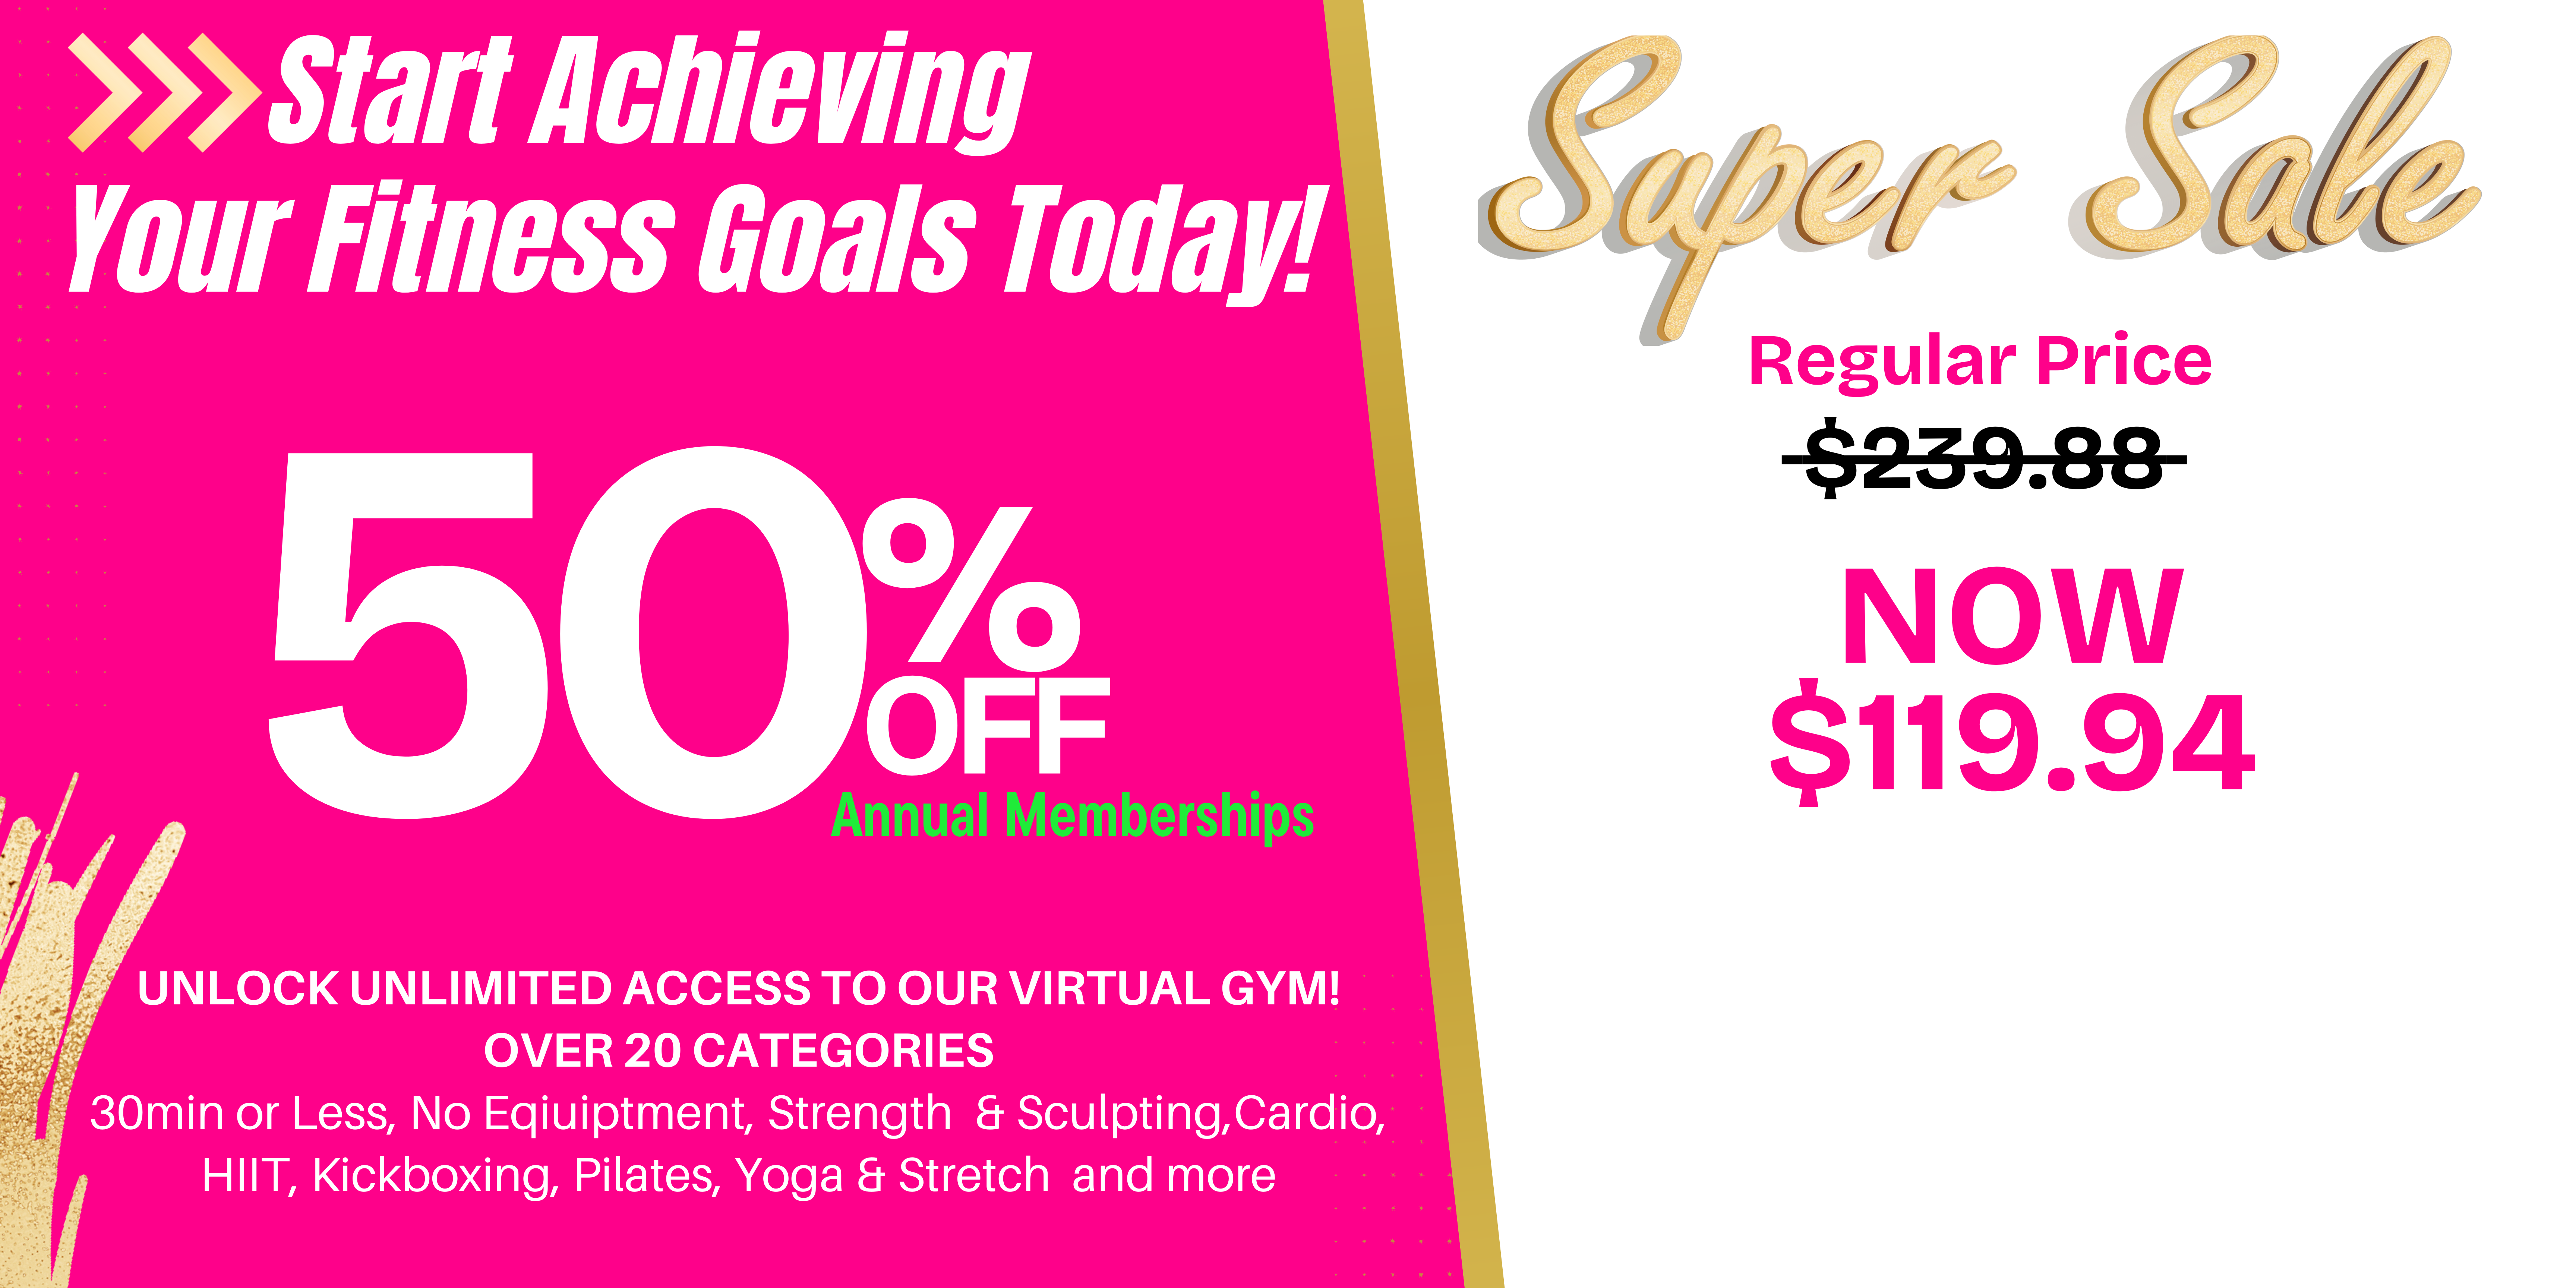 Start Achieving
Your Fitness Goals Today!
50%
OFF
Annual Memberships
UNLOCK UNLIMITED ACCESS TO OUR VIRTUAL GYM!
OVER 20 CATEGORIES
30min or Less, No Eqiuiptment, Strength & Sculpting,Cardio,
HIIT, Kickboxing, Pilates, Yoga & Stretch and more
Super Sale
Regular Price
$239.88
NOW
$119.94